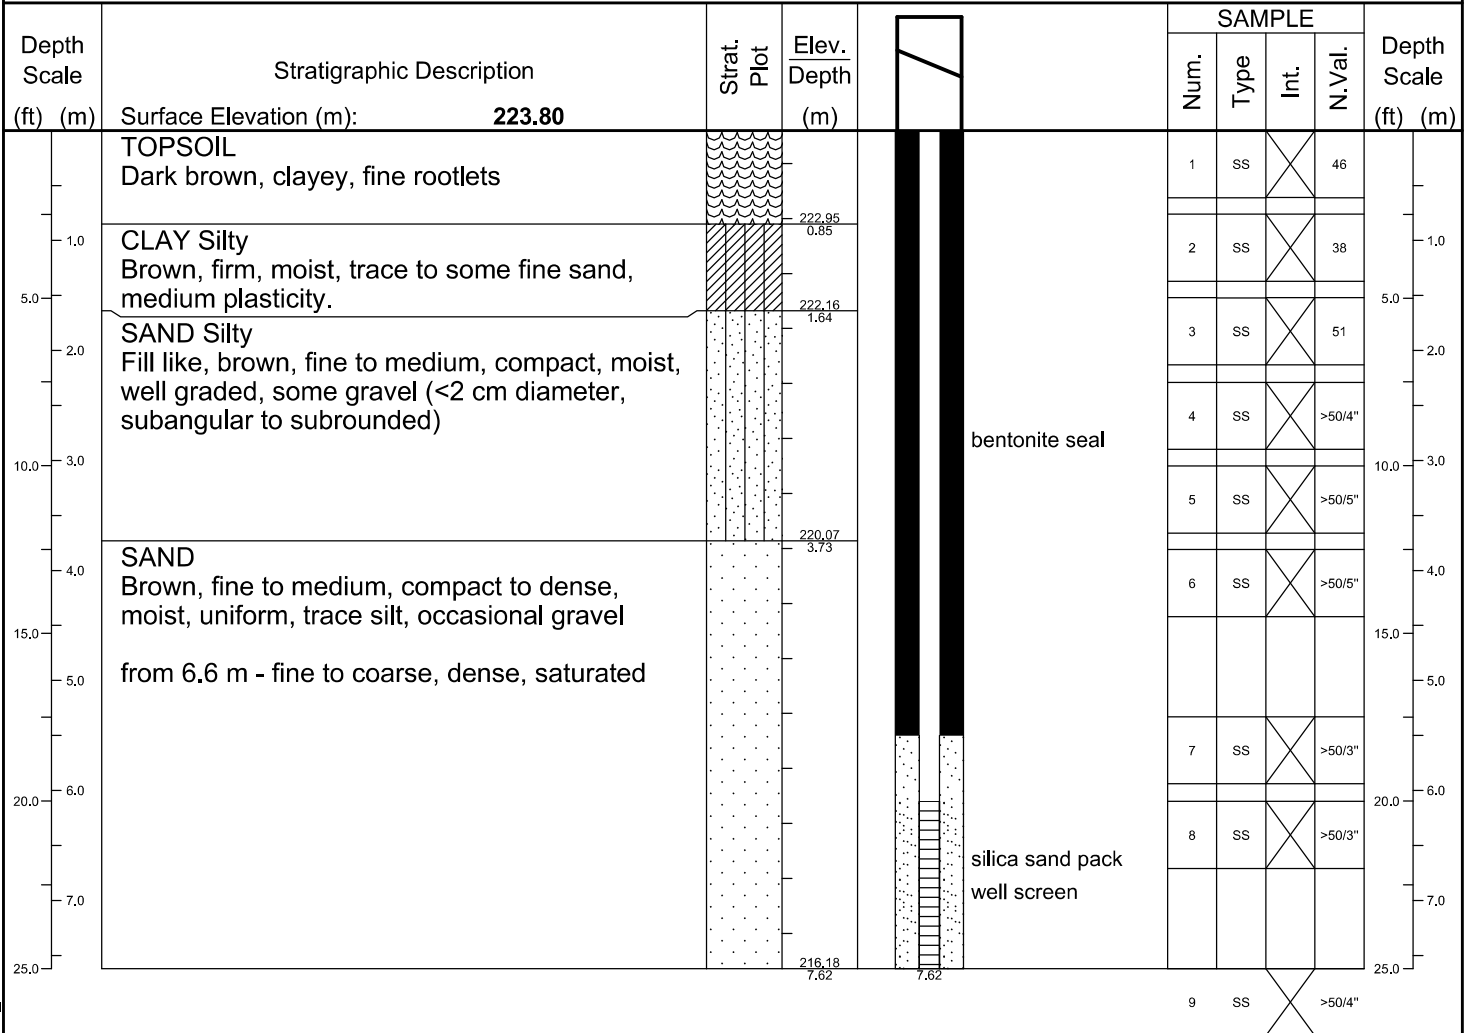 SAMPLE
Depth Scale
(ft) (m)
Stratigraphic Description
Surface Elevation (m): 223.80
Strat. Plot
Elev.
Depth
(m)
Num.
Type
Int.
N.Val.
Depth Scale
(ft) (m)
TOPSOIL
Dark brown, clayey, fine rootlets
222.95
0.85
CLAY Silty
Brown, firm, moist, trace to some fine sand,
medium plasticity.
222.16
1.64
SAND Silty
Fill like, brown, fine to medium, compact, moist,
well graded, some gravel (<2 cm diameter,
subangular to subrounded)
220.07
3.73
SAND
Brown, fine to medium, compact to dense,
moist, uniform, trace silt, occasional gravel
from 6.6 m - fine to coarse, dense, saturated
216.18
7.62
1.0
5.0
2.0
10.0
3.0
4.0
15.0
5.0
20.0
6.0
7.0
25.0
bentonite seal
silica sand pack
well screen
7.62
1 SS 46
2 SS 38
3 SS 51
4 SS >50/4"
5 SS >50/5"
6 SS >50/5"
7 SS >50/3"
8 SS >50/3"
9 SS >50/4"
1.0
5.0
2.0
10.0
3.0
4.0
15.0
5.0
20.0
6.0
7.0
25.0